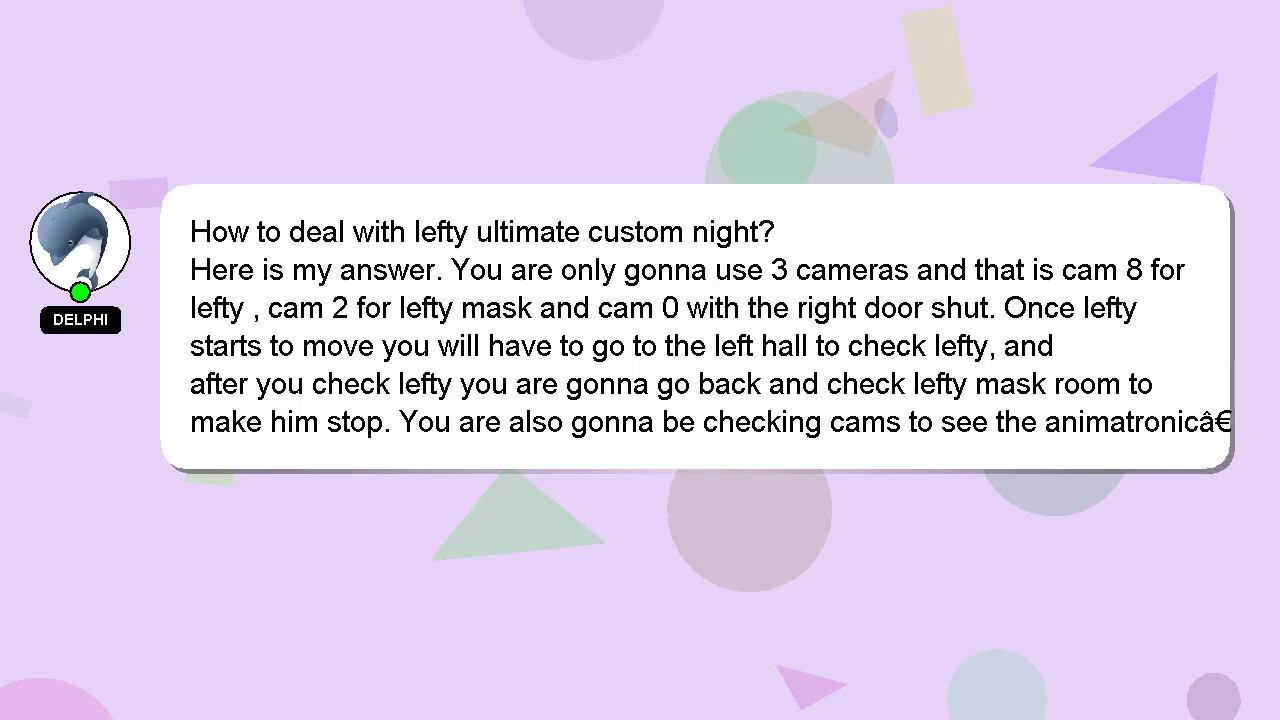 How to deal with lefty ultimate custom night?
Here is my answer. You are only gonna use 3 cameras and that is cam 8 for
lefty , cam 2 for lefty mask and cam 0 with the right door shut. Once lefty
starts to move you will have to go to the left hall to check lefty, and
after you check lefty you are gonna go back and check lefty mask room to
make him stop. You are also gonna be checking cams to see the animatronicâ€
DELPHI